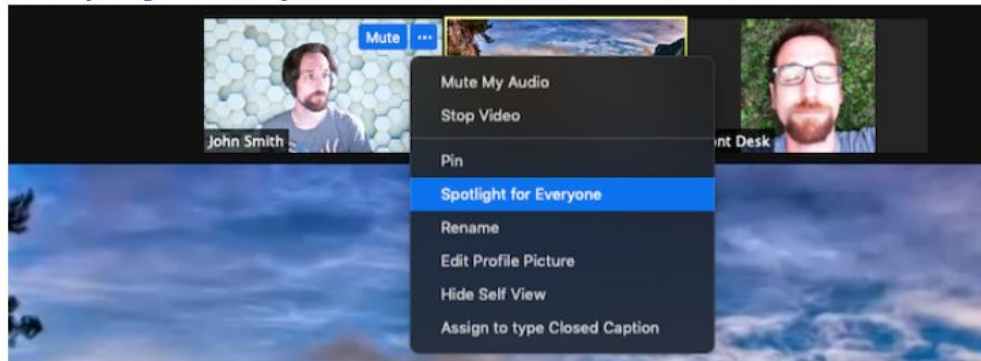 Mute ...
John Smith
nt Desk
Mute My Audio
Stop Video
Pin
Spotlight for Everyone
Rename
Edit Profile Picture
Hide Self View
Assign to type Closed Caption